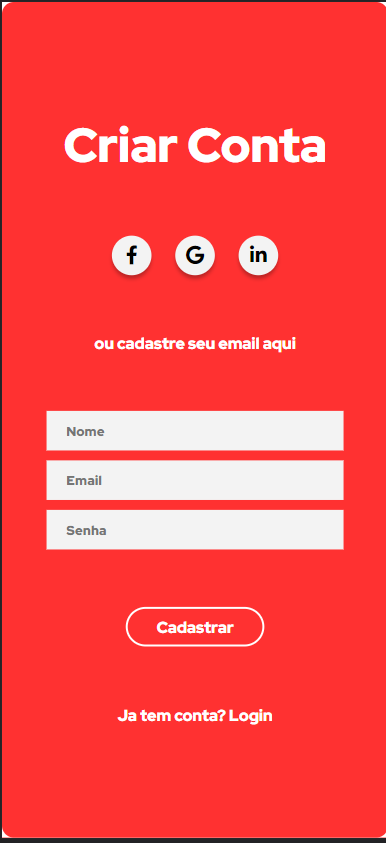 Criar Conta
f G in
ou cadastre seu email aqui
Nome
Email
Senha
Cadastrar
Ja tem conta? Login